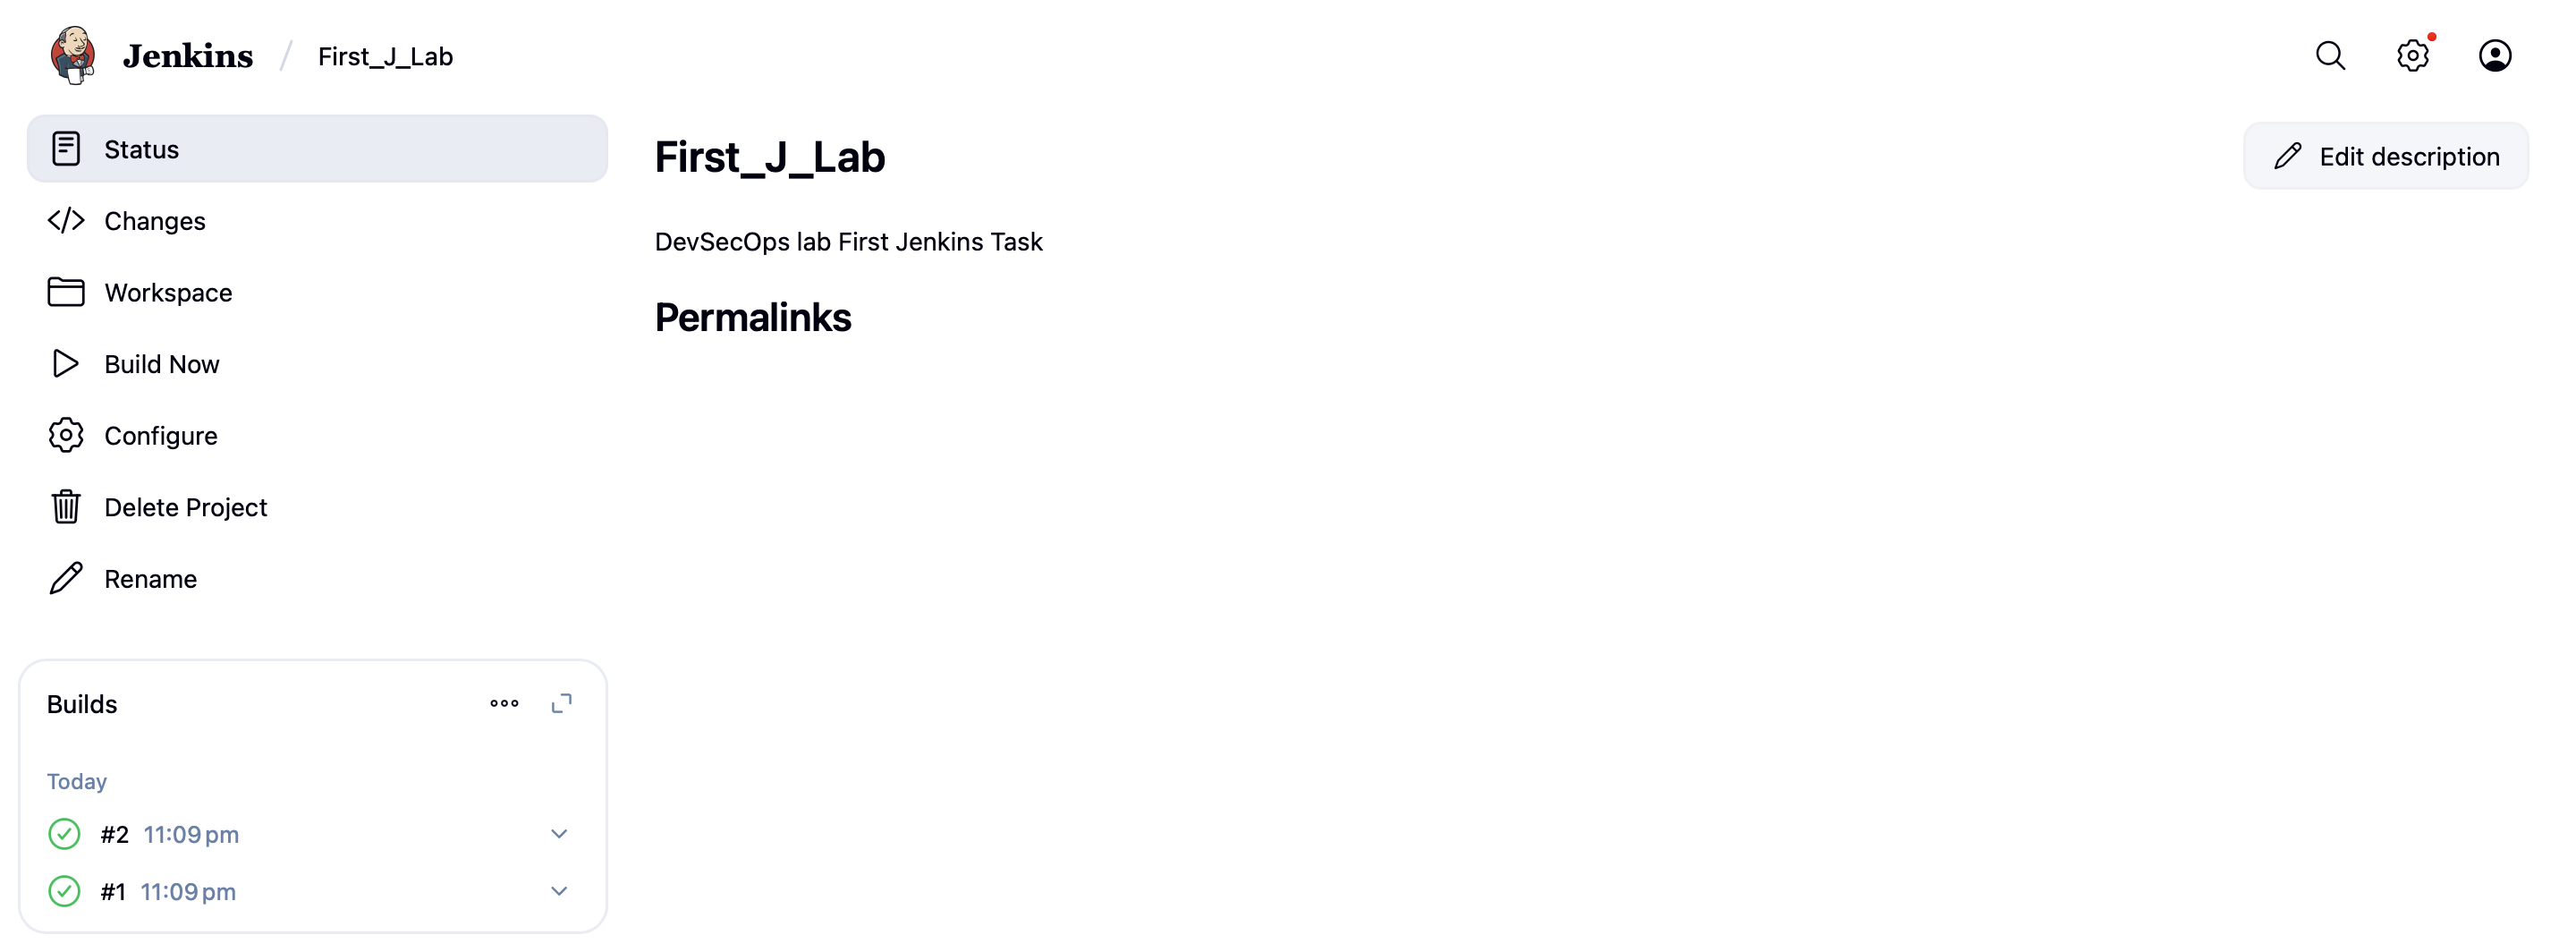 Jenkins / First_J_Lab
Status
Changes
Workspace
Build Now
Configure
Delete Project
Rename
Builds
Today
#2 11:09 pm
#1 11:09 pm
First_J_Lab
Edit description
DevSecOps lab First Jenkins Task
Permalinks